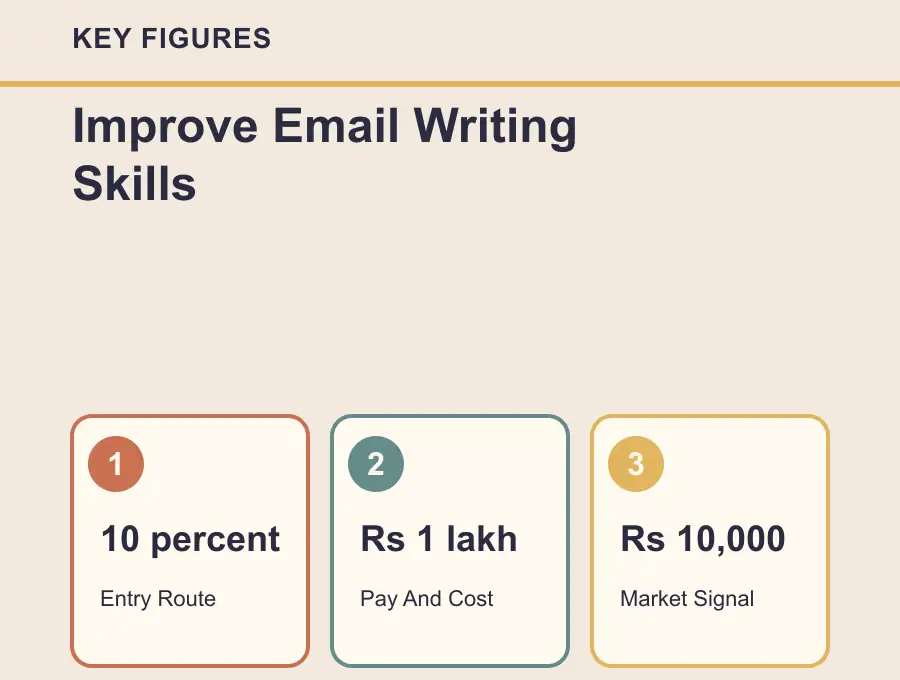 KEY FIGURES
Improve Email Writing
Skills
1
10 percent
Entry Route
2
Rs 1 lakh
Pay And Cost
3
Rs 10,000
Market Signal